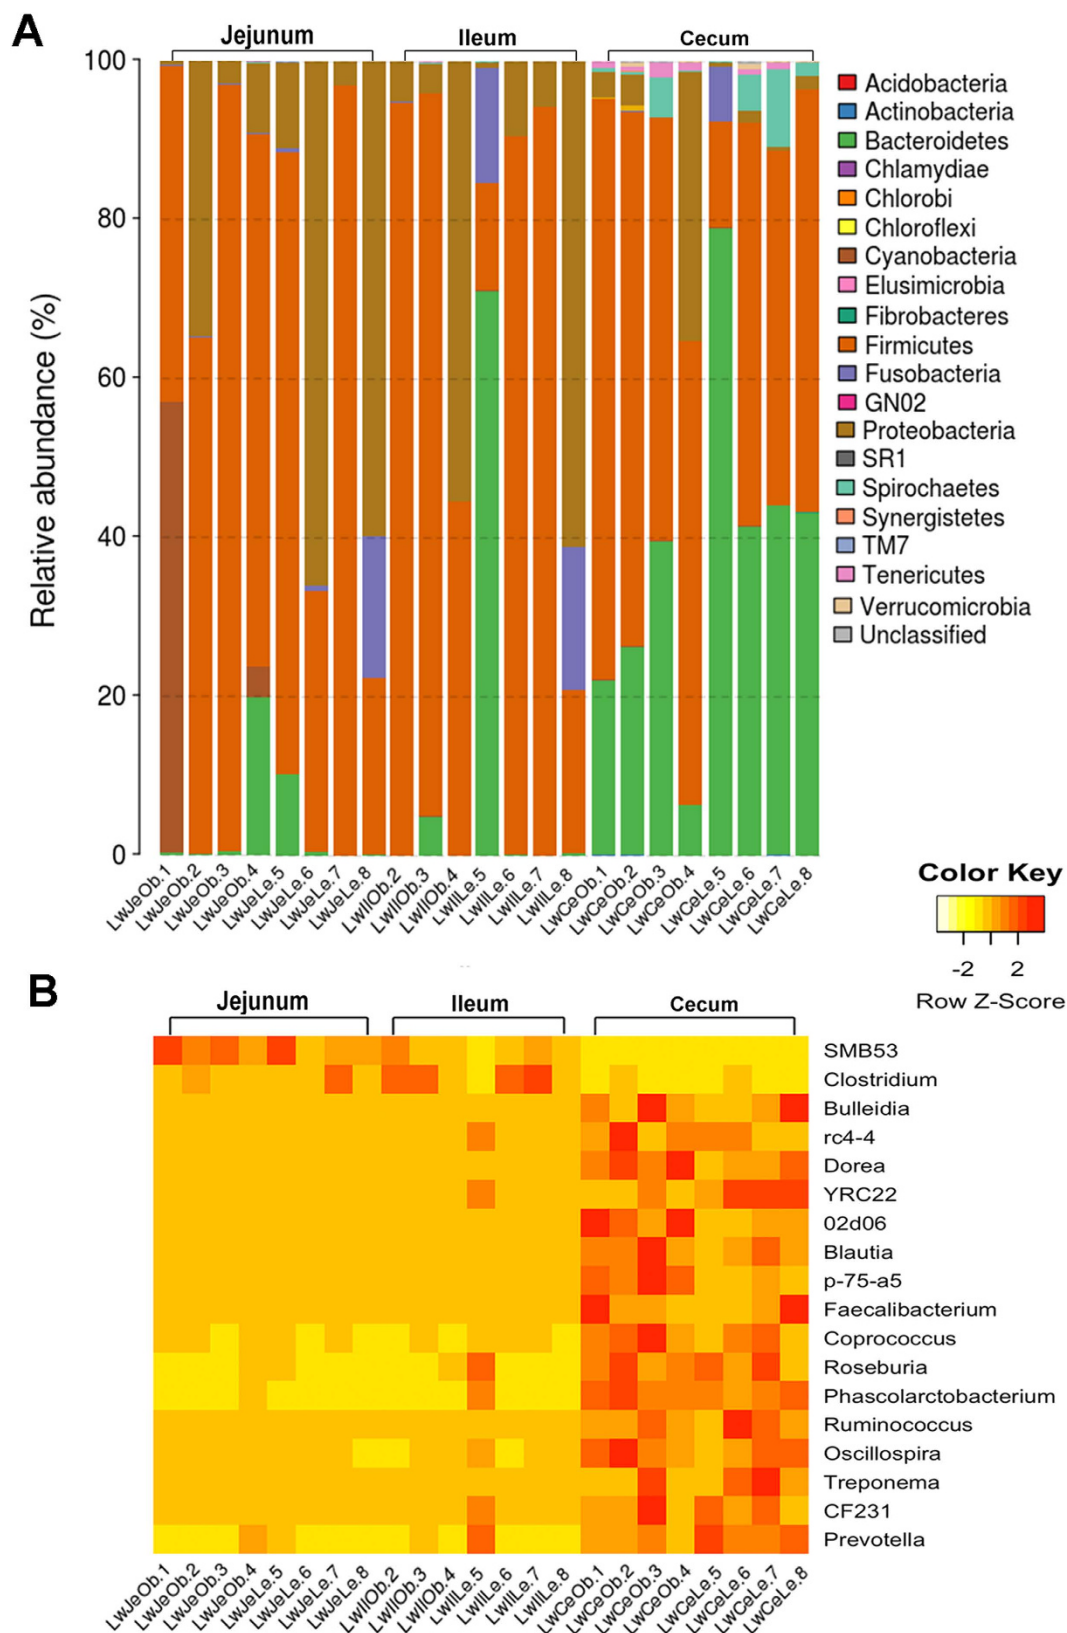 A
Jejunum
Ileum
Cecum
100
80
60
40
20
0
Relative abundance (%)
Acidobacteria
Actinobacteria
Bacteroidetes
Chlamydiae
Chlorobi
Chloroflexi
Cyanobacteria
Elusimicrobia
Fibrobacteres
Firmicutes
Fusobacteria
GN02
Proteobacteria
SR1
Spirochaetes
Synergistetes
TM7
Tenericutes
Verrucomicrobia
Unclassified
LwJeOb.1
LwJeOb.2
LwJeOb.3
LwJeOb.4
LwJeLe.5
LwJeLe.6
LwJeLe.7
LwJeLe.8
LwIlOb.2
LwIlOb.3
LwIlOb.4
LwIlLe.5
LwIlLe.6
LwIlLe.7
LwIlLe.8
LwCeOb.1
LwCeOb.2
LwCeOb.3
LwCeOb.4
LwCeLe.5
LwCeLe.6
LwCeLe.7
LwCeLe.8
Color Key
-2 2
Row Z-Score
B
Jejunum
Ileum
Cecum
SMB53
Clostridium
Bulleidia
rc4-4
Dorea
YRC22
02d06
Blautia
p-75-a5
Faecalibacterium
Coprococcus
Roseburia
Phascolarctobacterium
Ruminococcus
Oscillospira
Treponema
CF231
Prevotella
LwJeOb.1
LwJeOb.2
LwJeOb.3
LwJeOb.4
LwJeLe.5
LwJeLe.6
LwJeLe.7
LwJeLe.8
LwIlOb.2
LwIlOb.3
LwIlOb.4
LwIlLe.5
LwIlLe.6
LwIlLe.7
LwIlLe.8
LwCeOb.1
LwCeOb.2
LwCeOb.3
LwCeOb.4
LwCeLe.5
LwCeLe.6
LwCeLe.7
LwCeLe.8